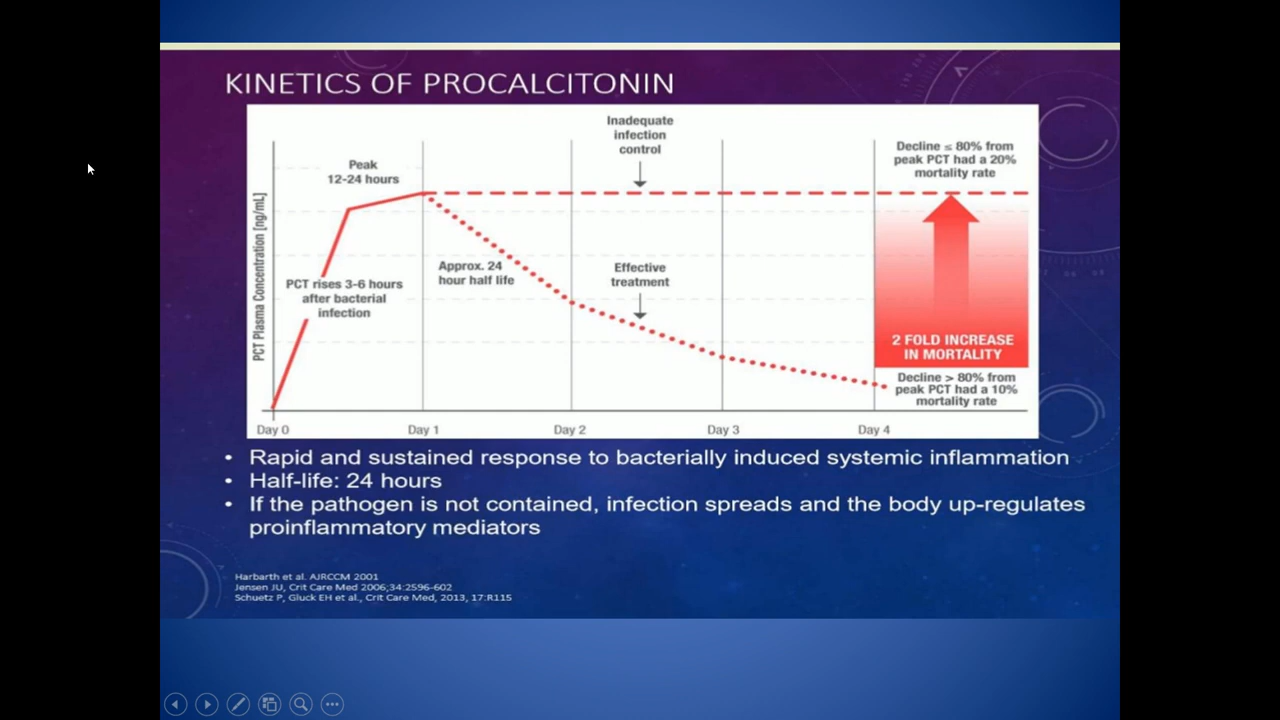 KINETICS OF PROCALCITONIN
Inadequate
infection
control
Decline ≤ 80% from
peak PCT had a 20%
mortality rate
Peak
12-24 hours
PCT Plasma Concentration [ng/mL]
PCT rises 3-6 hours
after bacterial
infection
Approx. 24
hour half life
Effective
treatment
2 FOLD INCREASE
IN MORTALITY
Decline > 80% from
peak PCT had a 10%
mortality rate
Day 0
Day 1
Day 2
Day 3
Day 4
• Rapid and sustained response to bacterially induced systemic inflammation
• Half-life: 24 hours
• If the pathogen is not contained, infection spreads and the body up-regulates
proinflammatory mediators
Harbarth et al. AJRCCM 2001
Jensen JU, Crit Care Med 2006;34:2596-602
Schuetz P, Gluck EH et al., Crit Care Med, 2013, 17:R115